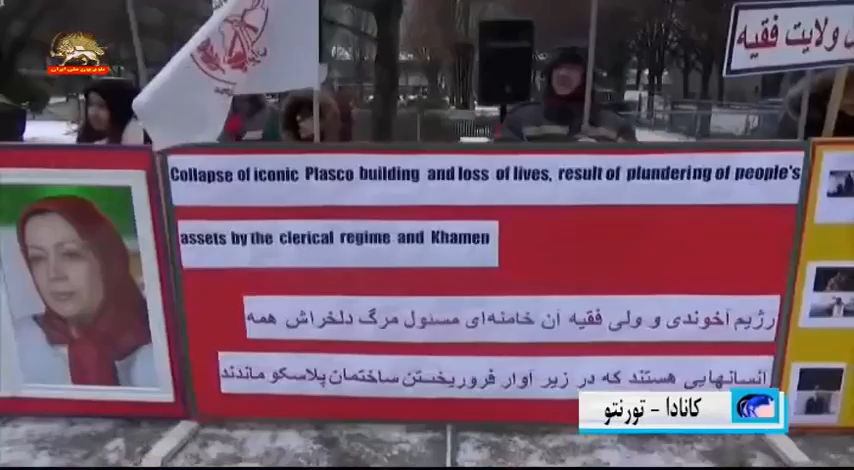 ل ولایت فقیه
Collapse of iconic Plasco building and loss of lives, result of plundering of people's
assets by the clerical regime and Khamen
رژیم آخوندی و ولی فقیه آن خامنه‌ای مسئول مرگ دلخراش همه
انسانهایی هستند که در زیر آوار فروریختن ساختمان پلاسکو ماندند
کانادا - تورنتو